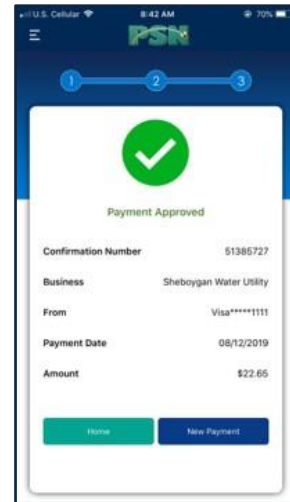 U.S. Cellular 8:42 AM 70%
PSN
1 2 3
Payment Approved
Confirmation Number 51385727
Business Sheboygan Water Utility
From Visa*****1111
Payment Date 08/12/2019
Amount $22.65
Home New Payment